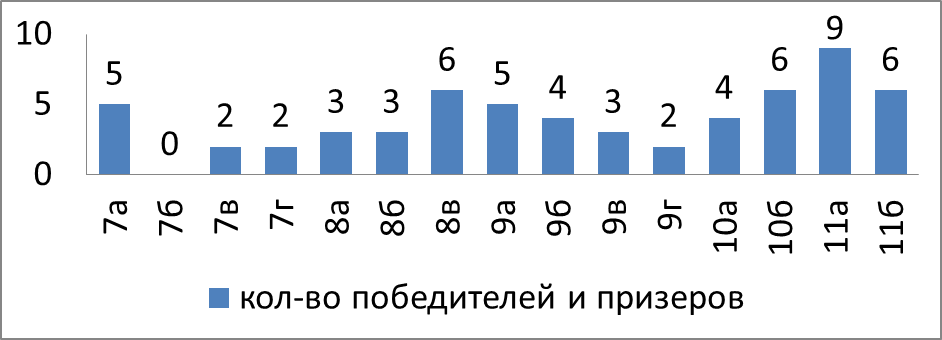 10
5
0
5 0 2 2 3 3 6 5 4 3 2 4 6 9 6
7а 7б 7в 7г 8а 8б 8в 9а 9б 9в 9г 10а 10б 11а 11б
кол-во победителей и призеров